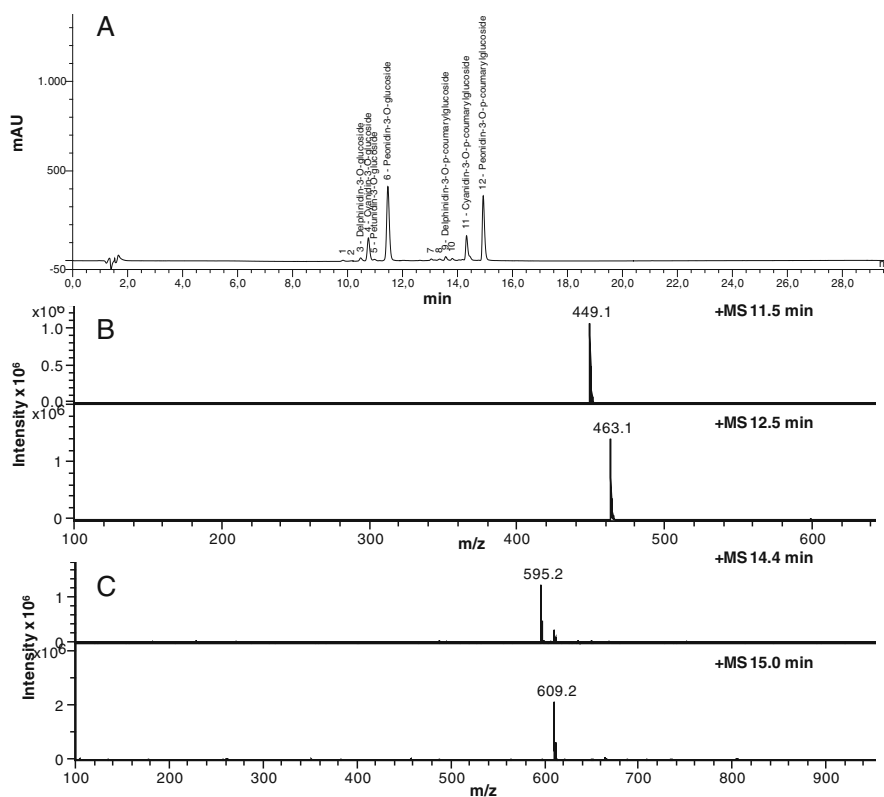 A
mAU
1.000
500
-50
1
2
3 - Delphinidin-3-O-glucoside
4 - Cyanidin-3-O-glucoside
5 - Petunidin-3-O-glucoside
6 - Peonidin-3-O-glucoside
7
8
9 - Delphinidin-3-O-p-coumarylglucoside
10
11 - Cyanidin-3-O-p-coumarylglucoside
12 - Peonidin-3-O-p-coumarylglucoside
0,0 2,0 4,0 6,0 8,0 10,0 12,0 14,0 16,0 18,0 20,0 22,0 24,0 26,0 28,0
min
B
Intensity x10⁶
x10⁶
1.0
0.5
0.0
449.1
+MS 11.5 min
x10⁶
1
0
463.1
+MS 12.5 min
100 200 300 400 500 600
m/z
C
Intensity x10⁶
1
0
595.2
+MS 14.4 min
x10⁶
2
0
609.2
+MS 15.0 min
100 200 300 400 500 600 700 800 900
m/z